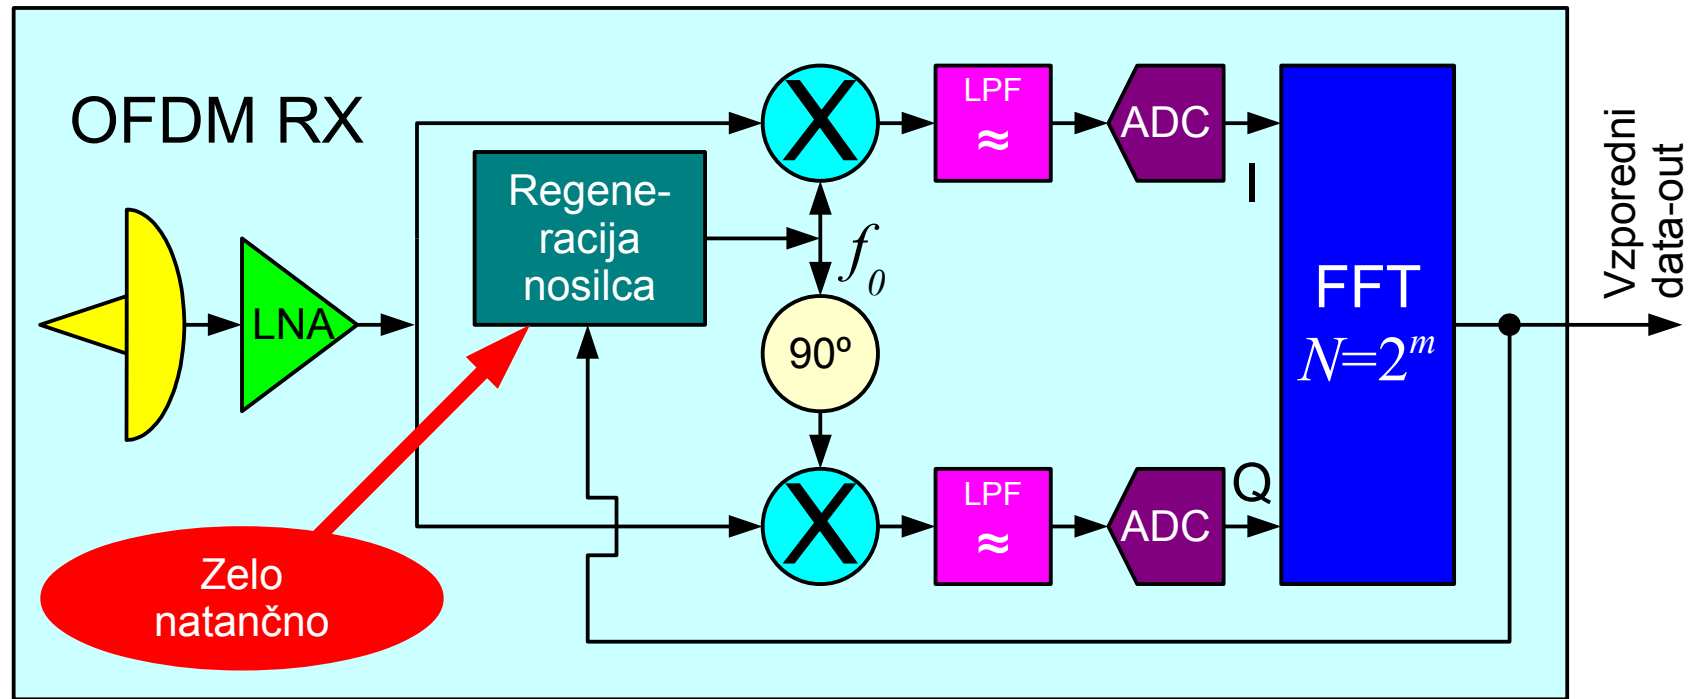 OFDM RX
LNA
Regene-
racija
nosilca
Zelo
natančno
X
f₀
90º
X
LPF
≈
ADC
I
LPF
≈
ADC
Q
FFT
N=2ᵐ
Vzporedni
data-out